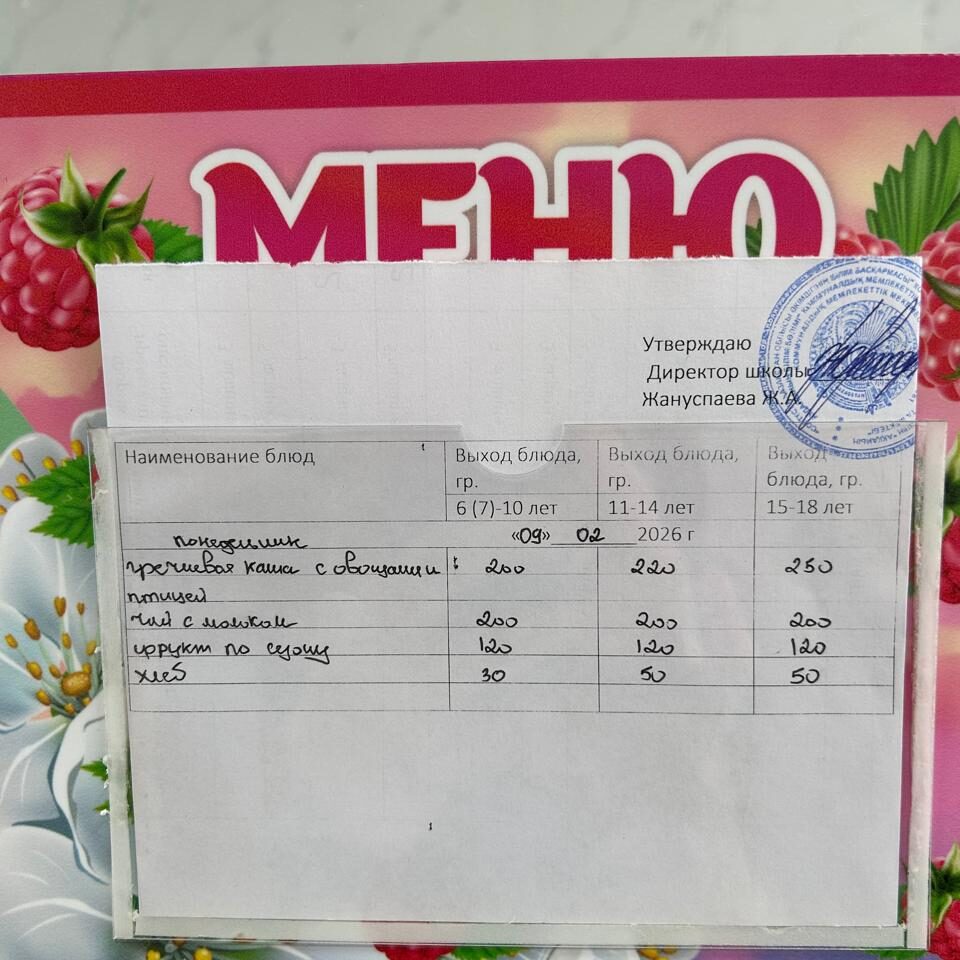 МЕНЮ
Утверждаю
Директор школы
Жануспаева Ж.А.
Наименование блюд Выход блюда, гр. Выход блюда, гр. Выход блюда, гр.
6 (7)-10 лет 11-14 лет 15-18 лет
понедельник «09» 02 2026 г
гречневая каша с овощами и 200 220 250
птицей
чай с молоком 200 200 200
фрукт по сезону 120 120 120
хлеб 30 50 50